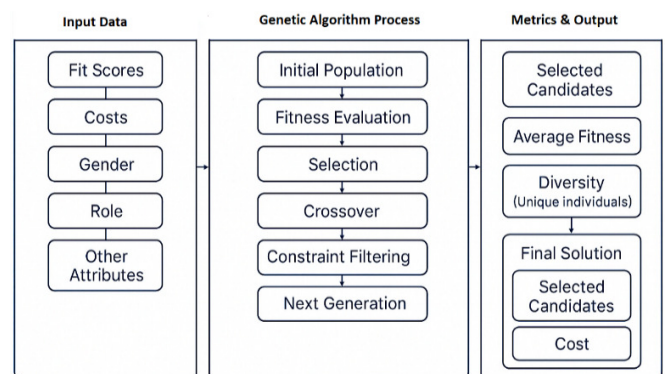 Input Data
Fit Scores
Costs
Gender
Role
Other
Attributes
Genetic Algorithm Process
Initial Population
Fitness Evaluation
Selection
Crossover
Constraint Filtering
Next Generation
Metrics & Output
Selected
Candidates
Average Fitness
Diversity
(Unique individuals)
Final Solution
Selected
Candidates
Cost